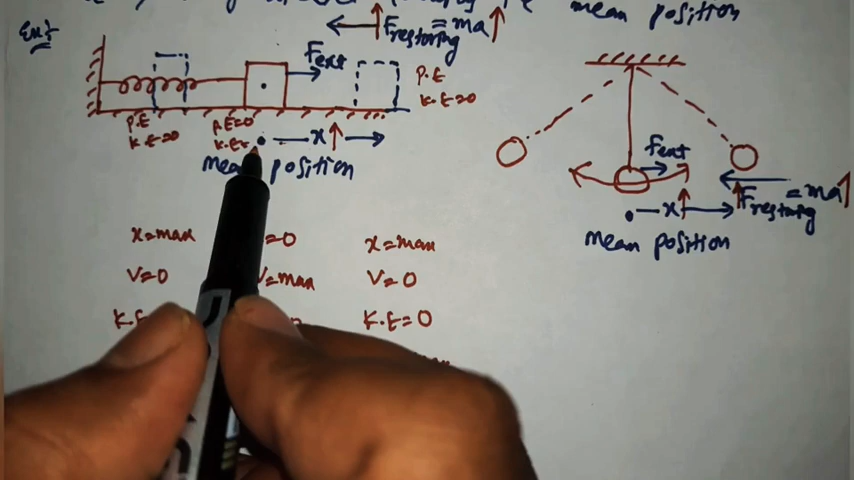 mean position
Ex:
Frestoring = ma
Fext
P.E
K.E=0
P.E
K.E=0
P.E=0
K.E=
x
Mean position
x=max
=0
x=max
V=0
V=max
V=0
K.E
K.E=0
Fext
Frestoring = ma
x
Mean position